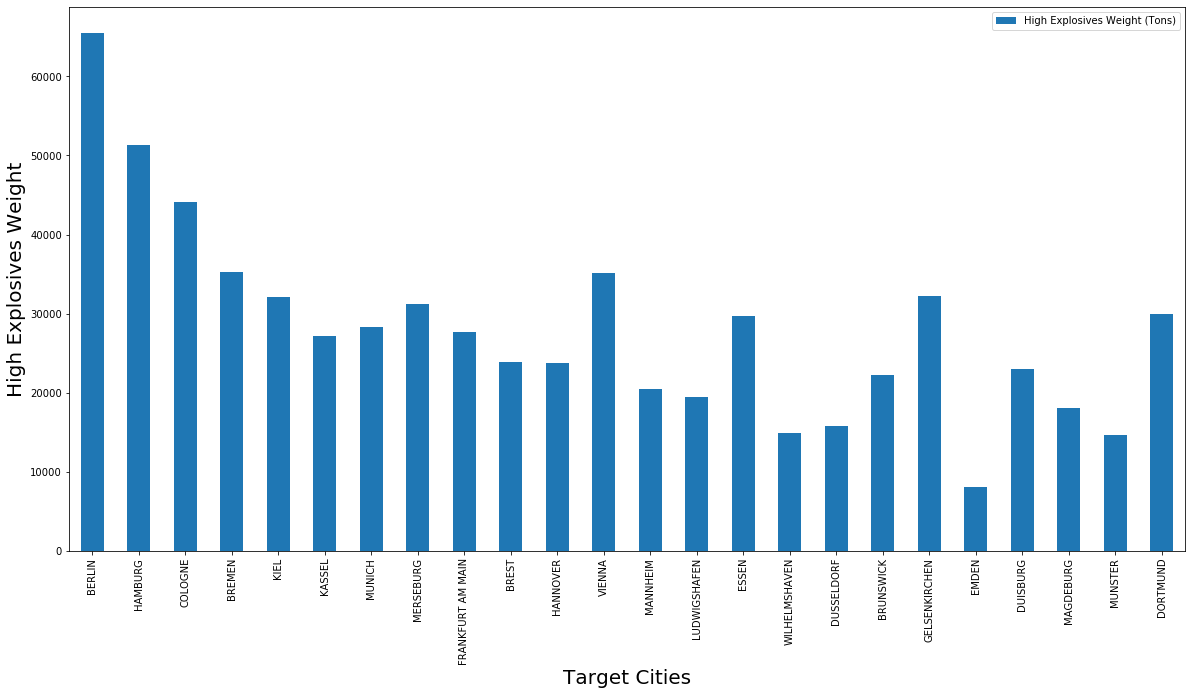 High Explosives Weight (Tons)
High Explosives Weight
60000
50000
40000
30000
20000
10000
0
BERLIN
HAMBURG
COLOGNE
BREMEN
KIEL
KASSEL
MUNICH
MERSEBURG
FRANKFURT AM MAIN
BREST
HANNOVER
VIENNA
MANNHEIM
LUDWIGSHAFEN
ESSEN
WILHELMSHAVEN
DUSSELDORF
BRUNSWICK
GELSENKIRCHEN
EMDEN
DUISBURG
MAGDEBURG
MUNSTER
DORTMUND
Target Cities